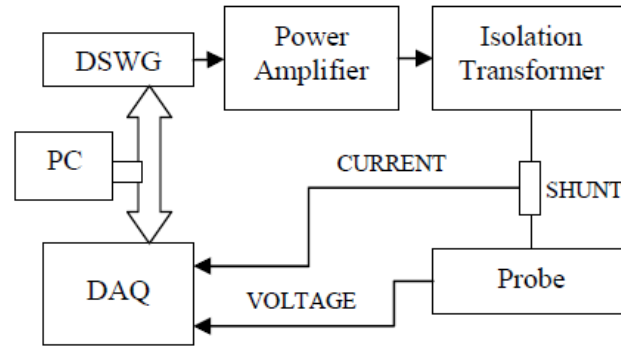 DSWG
Power
Amplifier
Isolation
Transformer
PC
CURRENT
SHUNT
DAQ
VOLTAGE
Probe